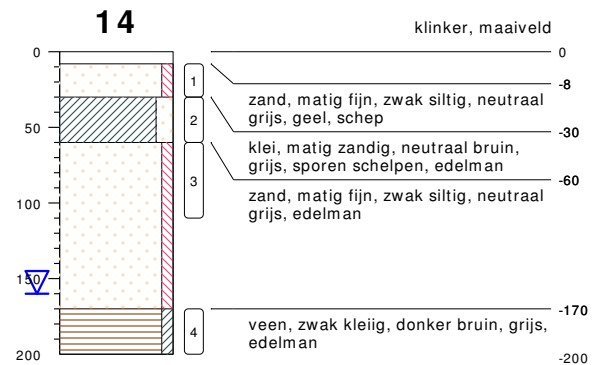 14
klinker, maaiveld
0
0
1
-8
zand, matig fijn, zwak siltig, neutraal
grijs, geel, schep
50
2
-30
klei, matig zandig, neutraal bruin,
grijs, sporen schelpen, edelman
3
-60
zand, matig fijn, zwak siltig, neutraal
grijs, edelman
100
150
-170
4
veen, zwak kleiig, donker bruin, grijs,
edelman
200
-200